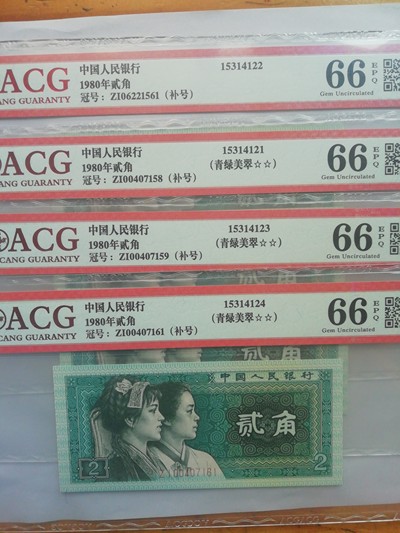 ACG
CANG GUARANTY
中国人民银行
1980年贰角
冠号：ZI06221561（补号）
15314122
66 EPQ
Gem Uncirculated
ACG
CANG GUARANTY
中国人民银行
1980年贰角
冠号：ZI00407158（补号）
15314121
（青绿美翠☆☆）
66 EPQ
Gem Uncirculated
ACG
CANG GUARANTY
中国人民银行
1980年贰角
冠号：ZI00407159（补号）
15314123
（青绿美翠☆☆）
66 EPQ
Gem Uncirculated
ACG
CANG GUARANTY
中国人民银行
1980年贰角
冠号：ZI00407161（补号）
15314124
（青绿美翠☆☆）
66 EPQ
Gem Uncirculated
中国人民银行
贰角
2
00407161
2